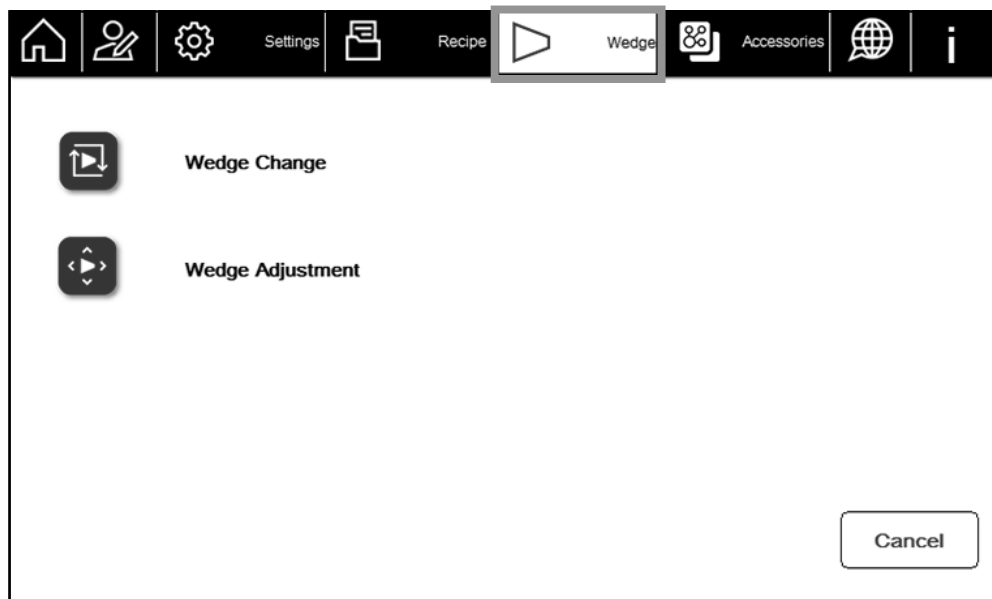 Settings
Recipe
Wedge
Accessories
i
Wedge Change
Wedge Adjustment
Cancel